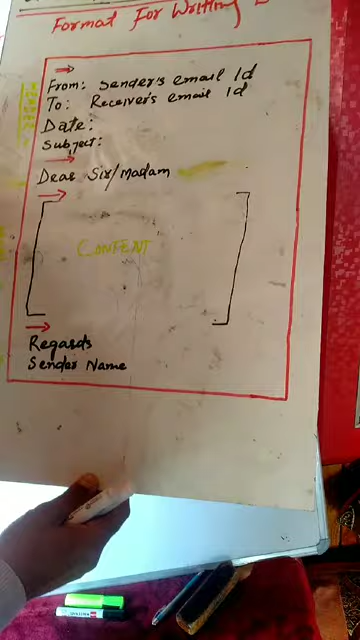 Format For Writing
From: Sender's email Id
To: Receiver's email Id
Date:
Subject:
Dear Sir/madam
CONTENT
Regards
Sender Name